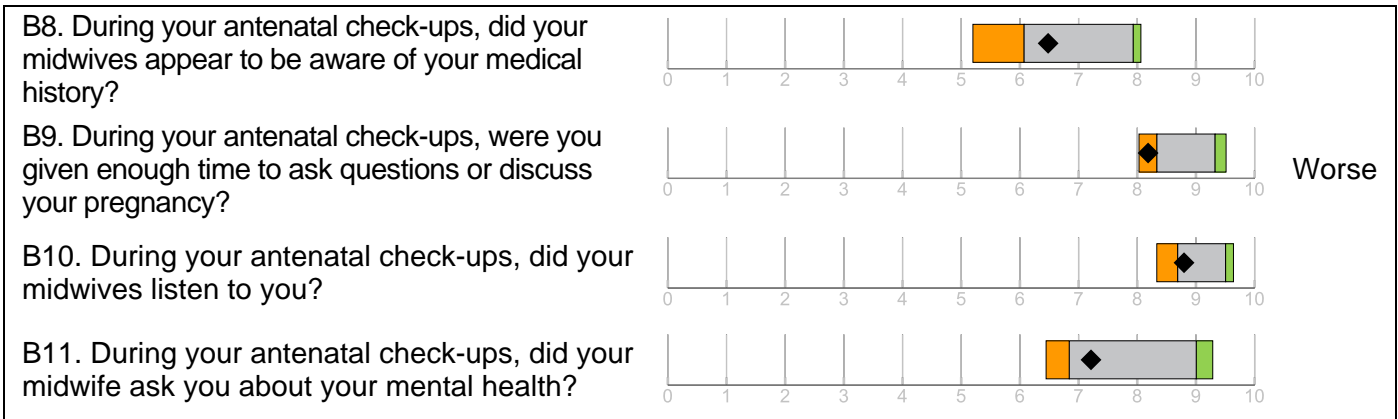 B8. During your antenatal check-ups, did your
midwives appear to be aware of your medical
history?
0 1 2 3 4 5 6 7 8 9 10
B9. During your antenatal check-ups, were you
given enough time to ask questions or discuss
your pregnancy?
0 1 2 3 4 5 6 7 8 9 10
Worse
B10. During your antenatal check-ups, did your
midwives listen to you?
0 1 2 3 4 5 6 7 8 9 10
B11. During your antenatal check-ups, did your
midwife ask you about your mental health?
0 1 2 3 4 5 6 7 8 9 10